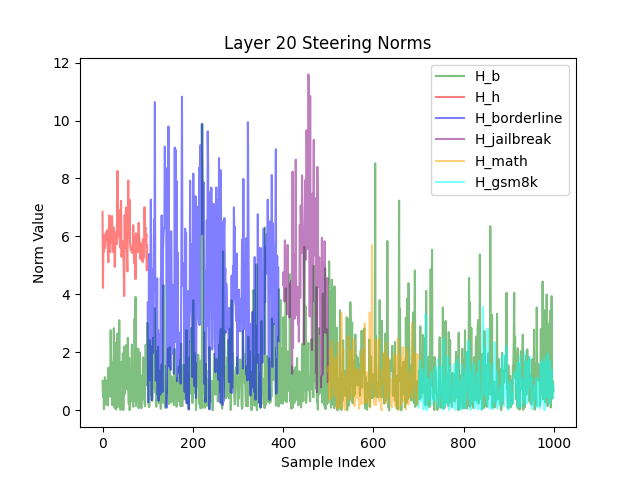 Layer 20 Steering Norms
12
10
8
6
4
2
0
Norm Value
0
200
400
600
800
1000
Sample Index
H_b
H_h
H_borderline
H_jailbreak
H_math
H_gsm8k